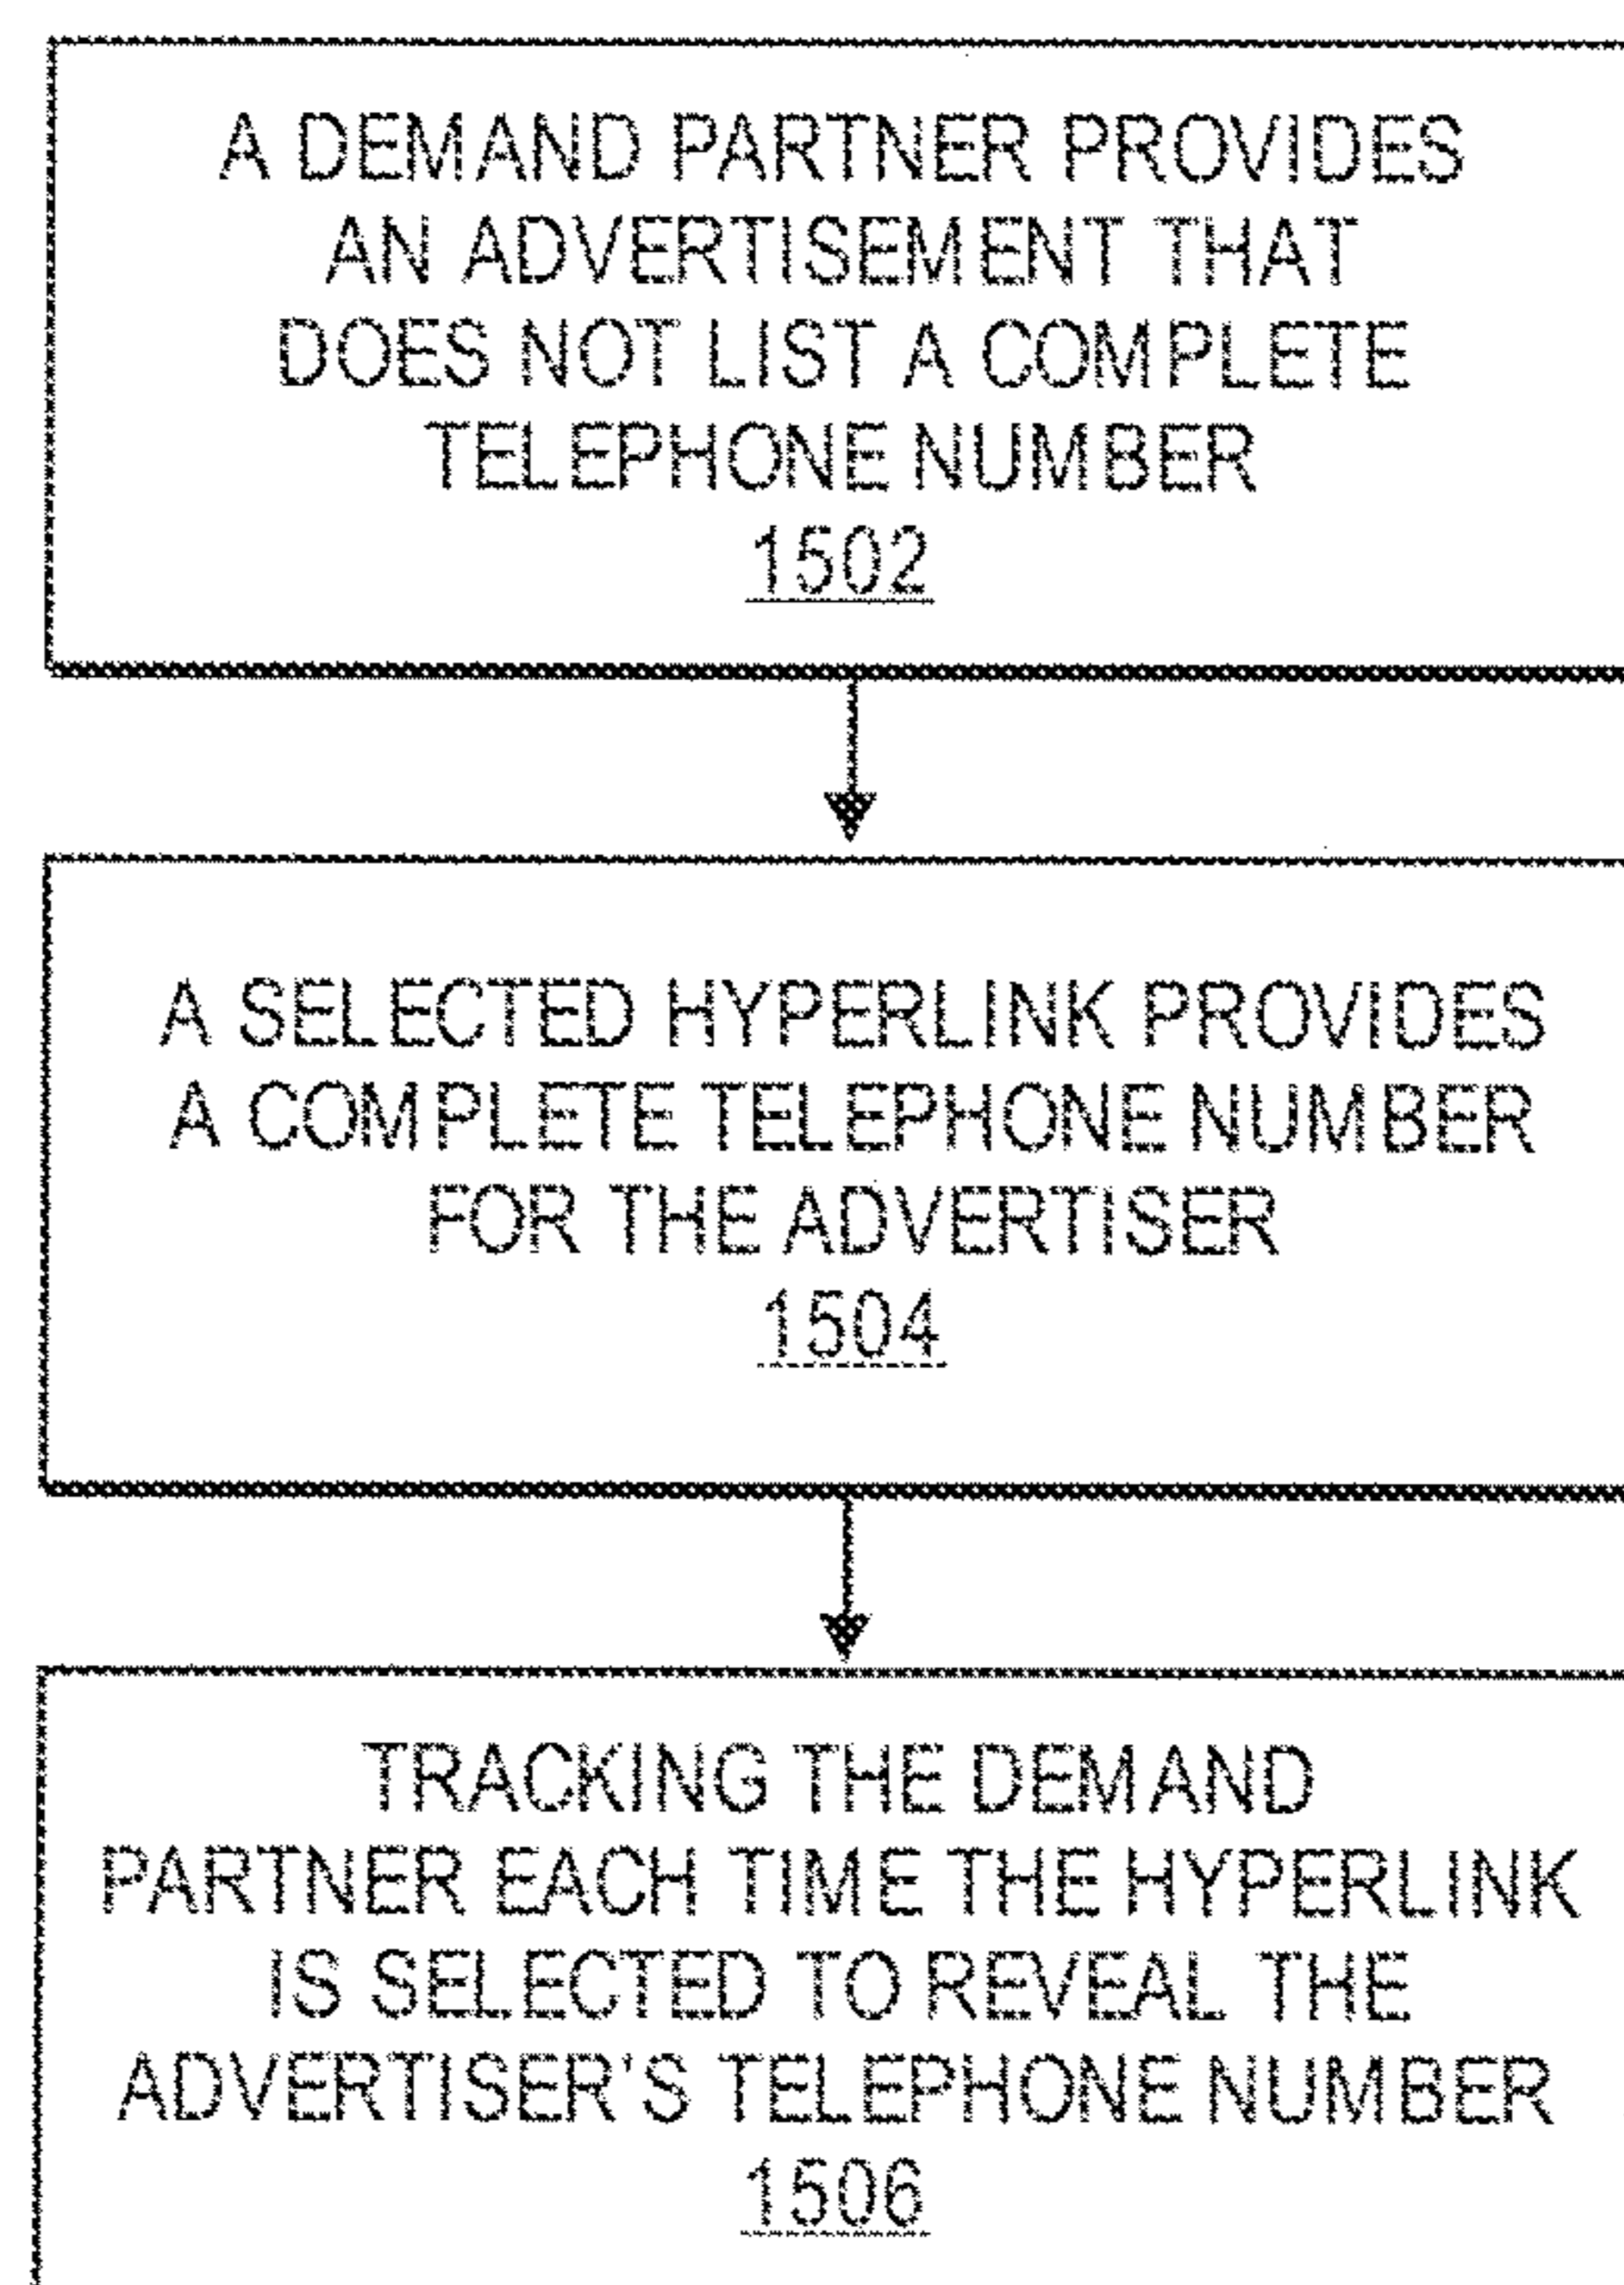 A DEMAND PARTNER PROVIDES
AN ADVERTISEMENT THAT
DOES NOT LIST A COMPLETE
TELEPHONE NUMBER
1502
A SELECTED HYPERLINK PROVIDES
A COMPLETE TELEPHONE NUMBER
FOR THE ADVERTISER
1504
TRACKING THE DEMAND
PARTNER EACH TIME THE HYPERLINK
IS SELECTED TO REVEAL THE
ADVERTISER'S TELEPHONE NUMBER
1506